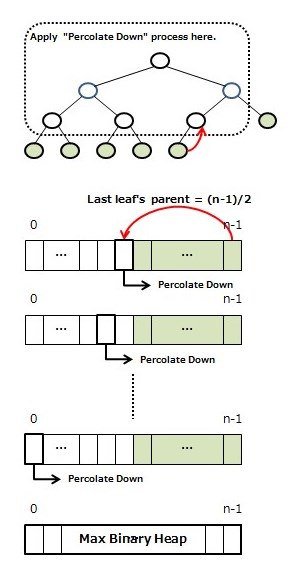 Apply "Percolate Down" process here.
Last leaf's parent = (n-1)/2
0 n-1
... ...
Percolate Down
0 n-1
... ...
Percolate Down
0 n-1
... ...
Percolate Down
0 n-1
Max Binary Heap